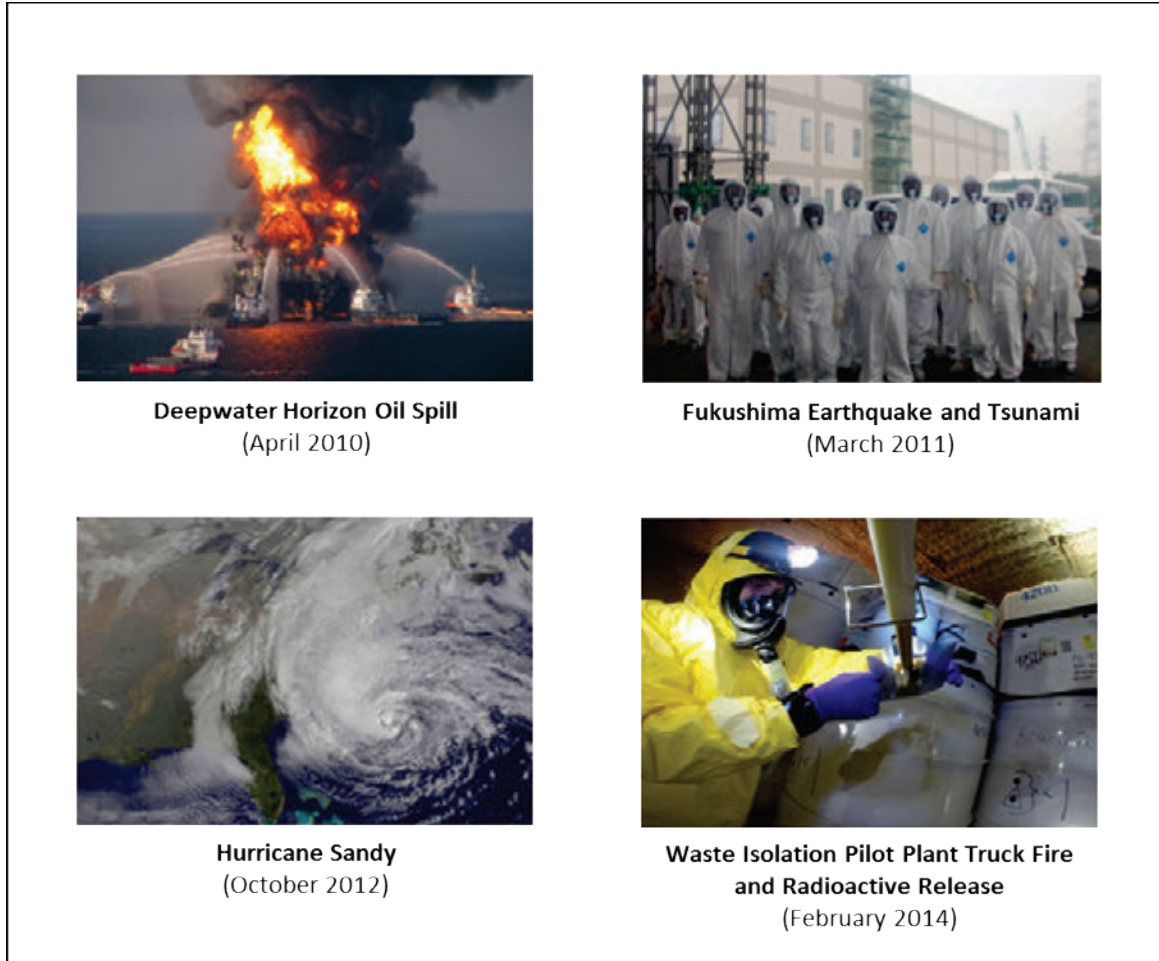 Deepwater Horizon Oil Spill
(April 2010)
Fukushima Earthquake and Tsunami
(March 2011)
4200
Hurricane Sandy
(October 2012)
Waste Isolation Pilot Plant Truck Fire
and Radioactive Release
(February 2014)